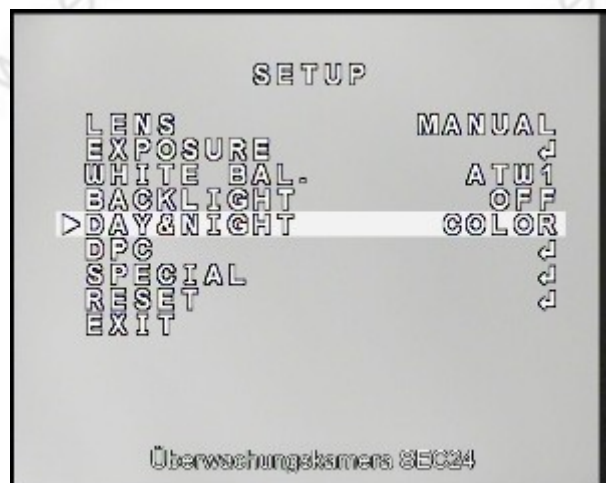 SETUP
LENS MANUAL
EXPOSURE ↲
WHITE BAL. ATW1
BACKLIGHT OFF
>DAY&NIGHT COLOR
DPC ↲
SPECIAL ↲
RESET ↲
EXIT
Überwachungskamera SEC24